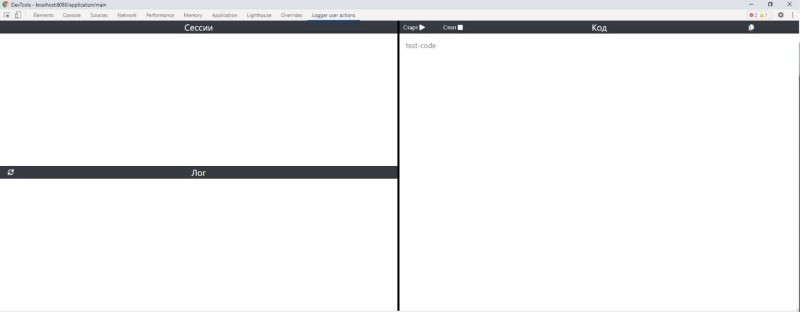 DevTools - localhost:8080/application/main
Elements Console Sources Network Performance Memory Application Lighthouse Overrides Logger user actions
2 1
Сессии
Старт Стоп Код
test-code
Лог